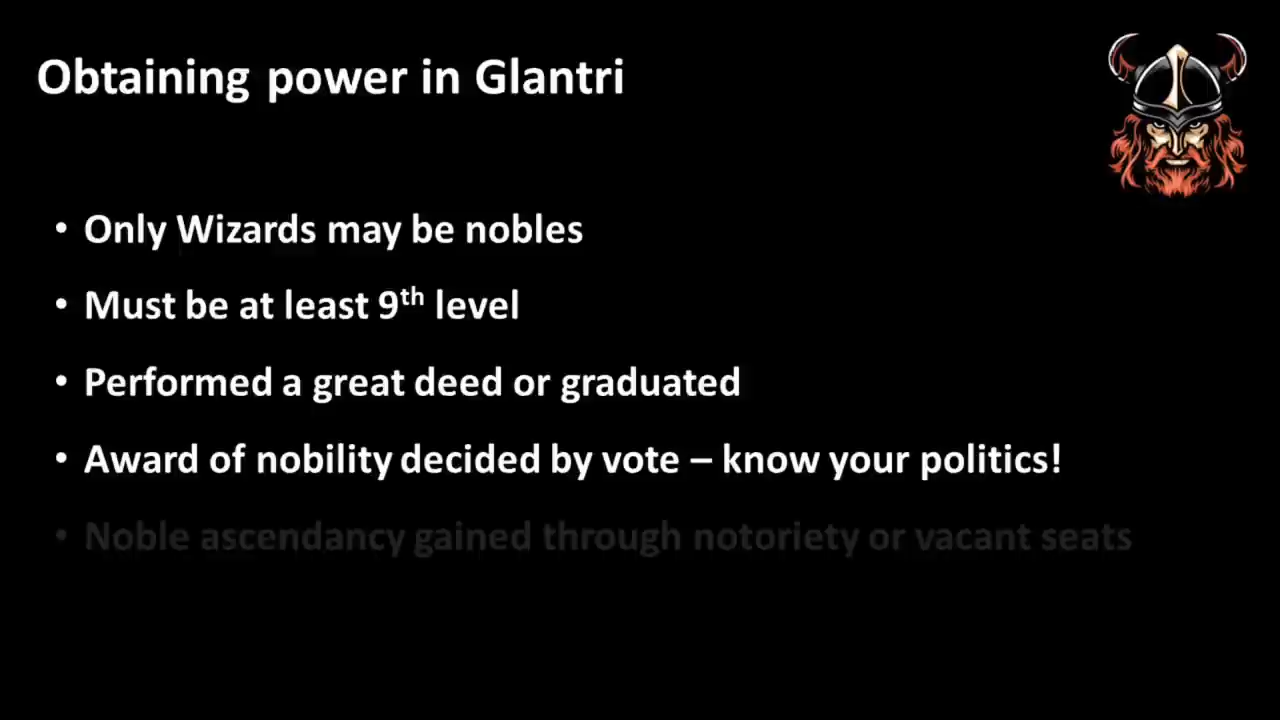 Obtaining power in Glantri
• Only Wizards may be nobles
• Must be at least 9th level
• Performed a great deed or graduated
• Award of nobility decided by vote – know your politics!
• Noble ascendancy gained through notoriety or vacant seats